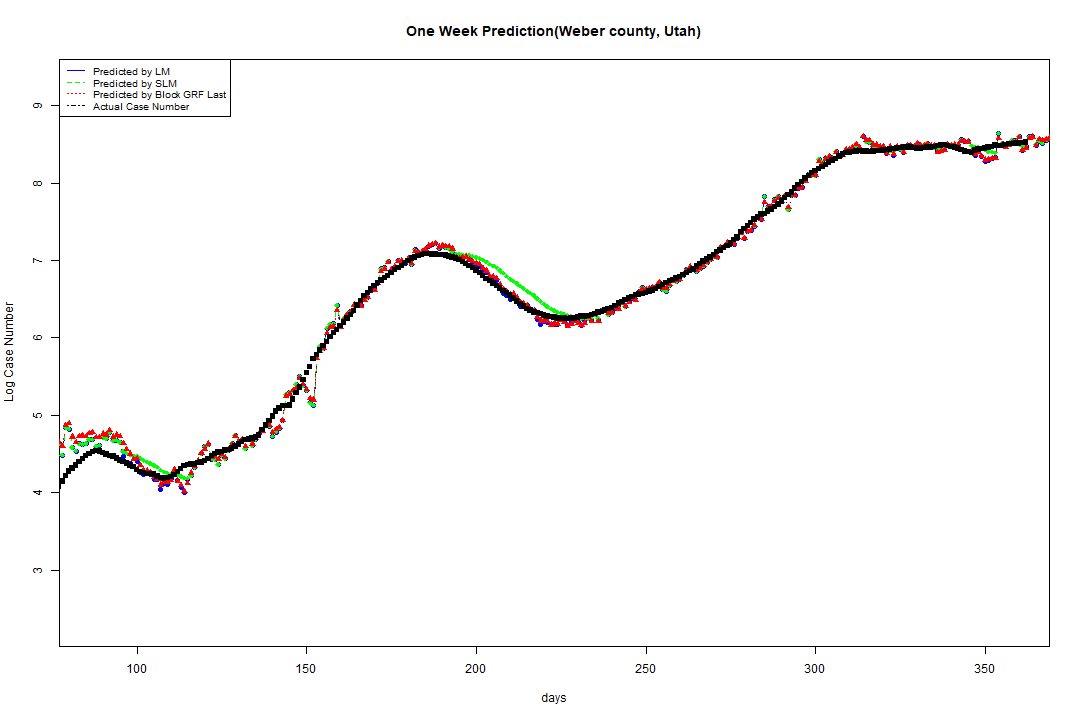 One Week Prediction(Weber county, Utah)
Predicted by LM
Predicted by SLM
Predicted by Block GRF Last
Actual Case Number
9
8
7
6
5
4
3
Log Case Number
100 150 200 250 300 350
days